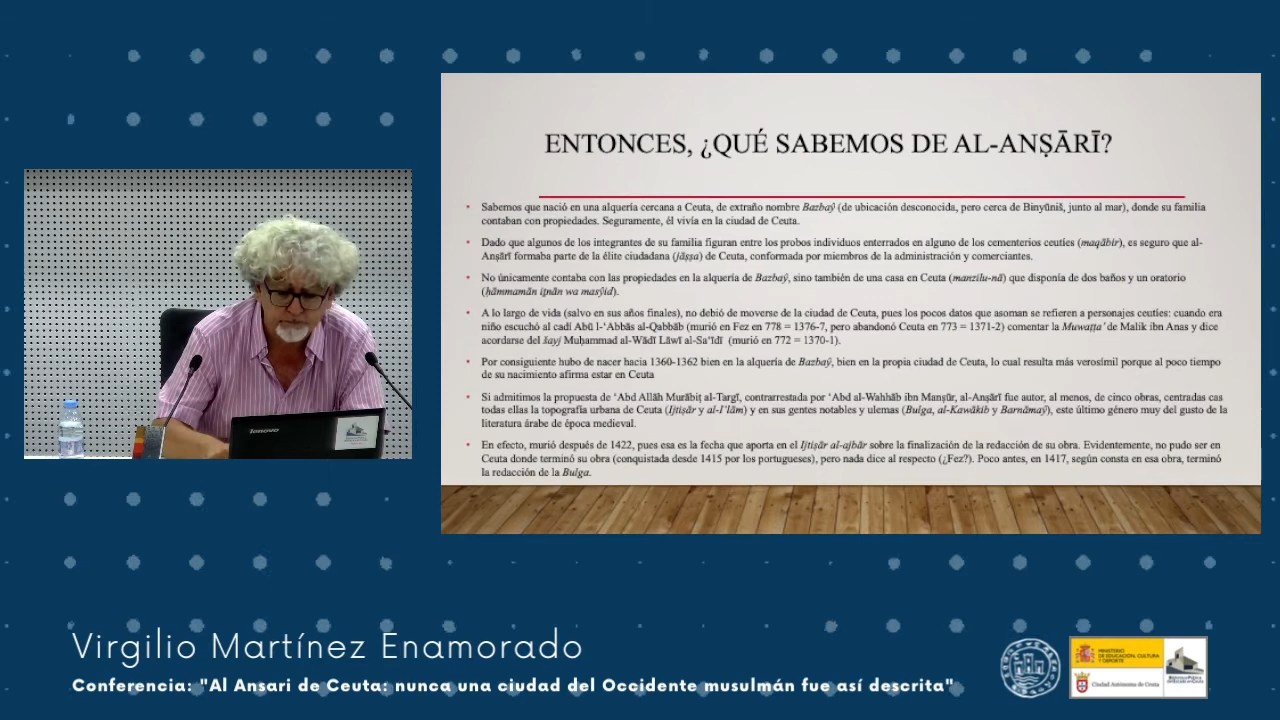 ENTONCES, ¿QUÉ SABEMOS DE AL-ANṢĀRĪ?
• Sabemos que nació en una alquería cercana a Ceuta, de extraño nombre Bazbaŷ (de ubicación desconocida, pero cerca de Binyūniš, junto al mar), donde su familia
contaban con propiedades. Seguramente, él vivía en la ciudad de Ceuta.
• Dado que algunos de los integrantes de su familia figuran entre los probos individuos enterrados en alguno de los cementerios ceutíes (maqābir), es seguro que al-
Anṣārī formaba parte de la élite ciudadana (jāṣṣa) de Ceuta, conformada por miembros de la administración y comerciantes.
• No únicamente contaba con las propiedades en la alquería de Bazbaŷ, sino también de una casa en Ceuta (manzilu-nā) que disponía de dos baños y un oratorio
(ḥāmmamān iṯnān wa masŷid).
• A lo largo de vida (salvo en sus años finales), no debió de moverse de la ciudad de Ceuta, pues los pocos datos que asoman se refieren a personajes ceutíes: cuando era
niño escuchó al cadí Abū l-ʿAbbās al-Qabbāb (murió en Fez en 778 = 1376-7, pero abandonó Ceuta en 773 = 1371-2) comentar la Muwaṭṭaʾ de Malik ibn Anas y dice
acordarse del šayj Muḥammad al-Wādī Lāwī al-Saʿīdī (murió en 772 = 1370-1).
• Por consiguiente hubo de nacer hacia 1360-1362 bien en la alquería de Bazbaŷ, bien en la propia ciudad de Ceuta, lo cual resulta más verosímil porque al poco tiempo
de su nacimiento afirma estar en Ceuta
• Si admitimos la propuesta de ʿAbd Allāh Murābiṭ al-Targī, contrarrestada por ʿAbd al-Wahhāb ibn Manṣūr, al-Anṣārī fue autor, al menos, de cinco obras, centradas cas
todas ellas la topografía urbana de Ceuta (Ijtiṣār y al-Iʿlām) y en sus gentes notables y ulemas (Bulga, al-Kawākib y Barnāmaŷ), este último género muy del gusto de la
literatura árabe de época medieval.
• En efecto, murió después de 1422, pues esa es la fecha que aporta en el Ijtiṣār al-ajbār sobre la finalización de la redacción de su obra. Evidentemente, no pudo ser en
Ceuta donde terminó su obra (conquistada desde 1415 por los portugueses), pero nada dice al respecto (¿Fez?). Poco antes, en 1417, según consta en esa obra, terminó
la redacción de la Bulga.
lenovo
Virgilio Martínez Enamorado
Conferencia: "Al Ansari de Ceuta: nunca una ciudad del Occidente musulmán fue así descrita"
MINISTERIO
DE EDUCACIÓN, CULTURA
Y DEPORTE
Ciudad Autónoma de Ceuta